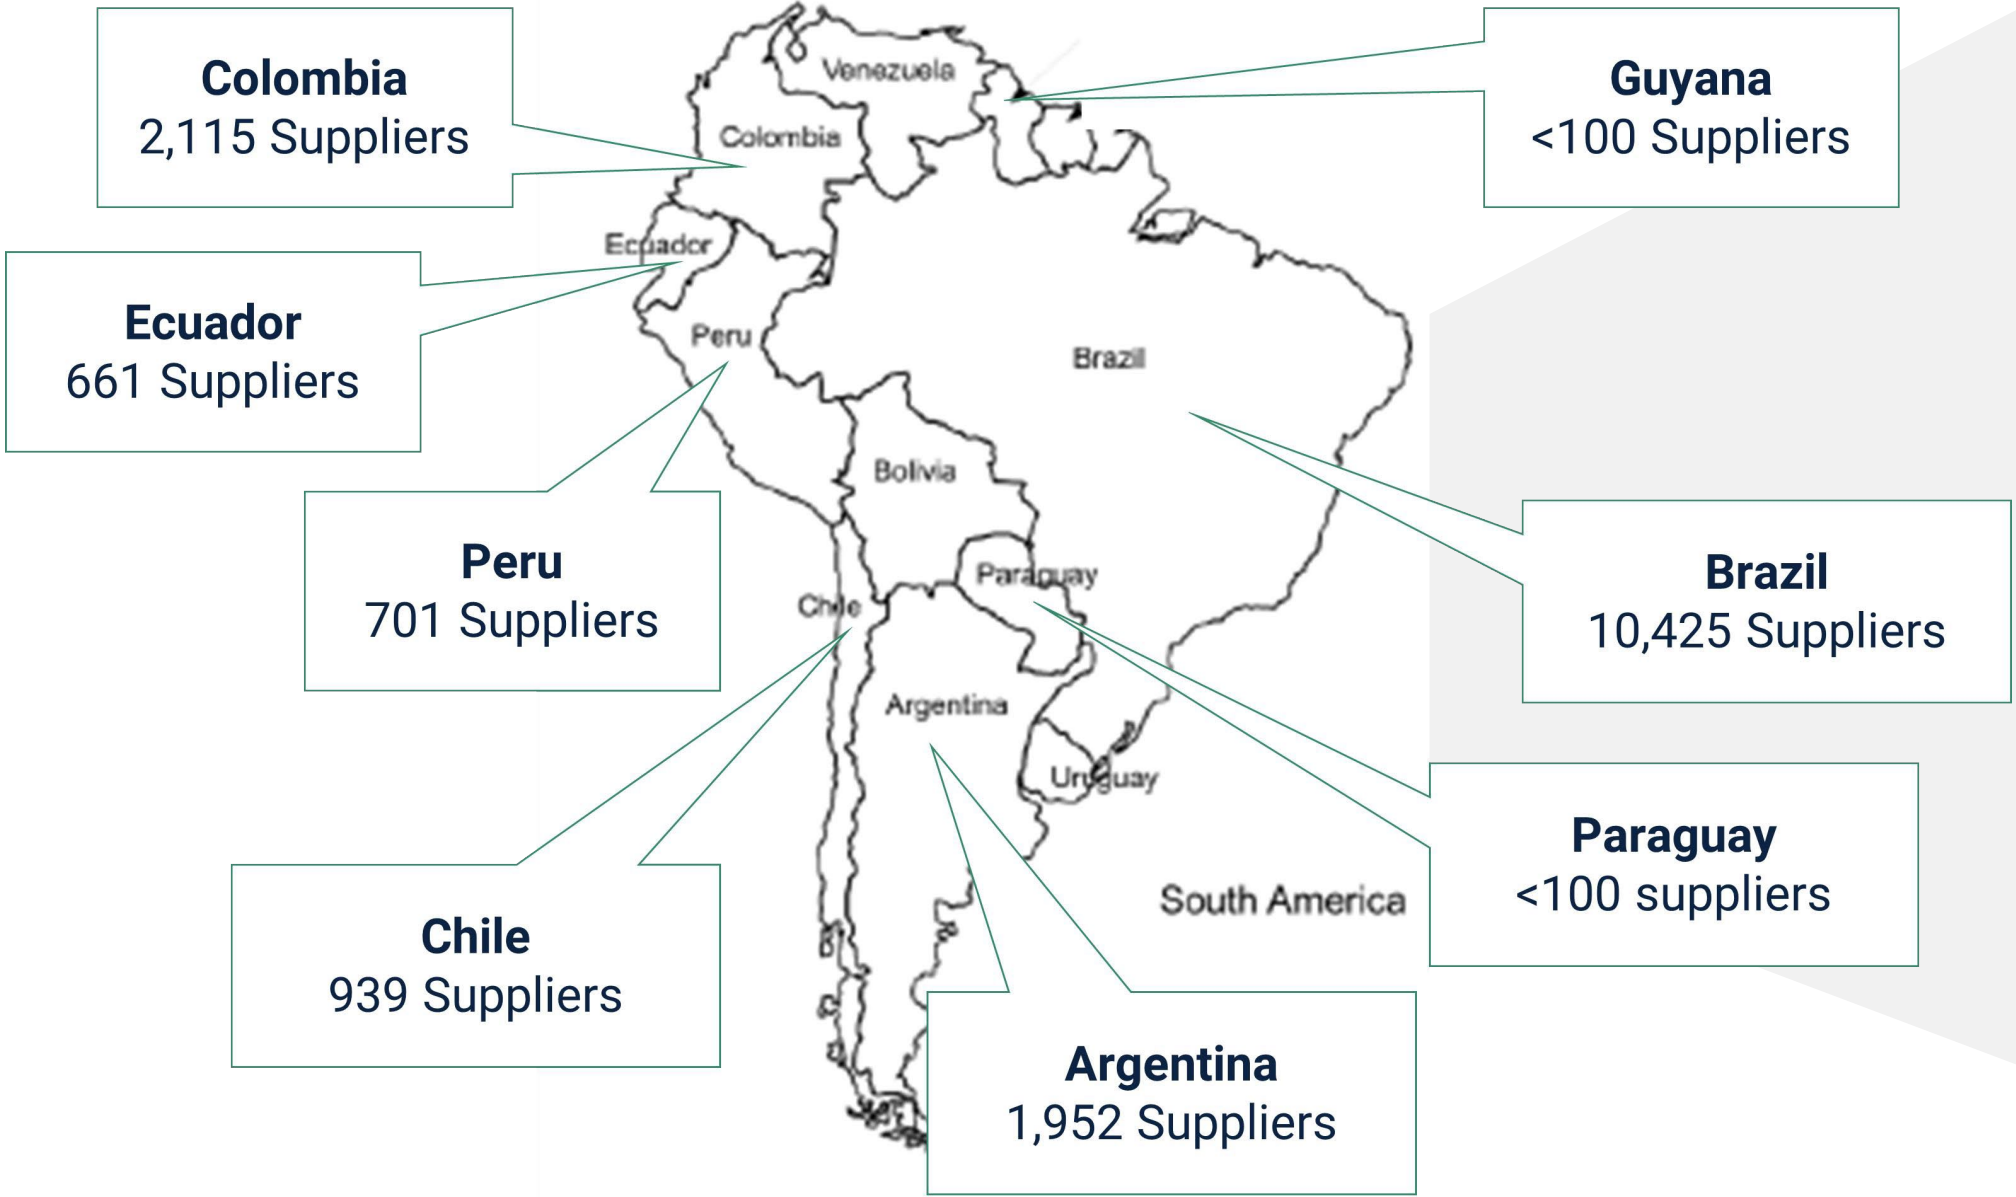 Colombia
2,115 Suppliers
Guyana
<100 Suppliers
Venezuela
Colombia
Ecuador
Ecuador
661 Suppliers
Peru
Brazil
Bolivia
Peru
701 Suppliers
Brazil
10,425 Suppliers
Paraguay
Chile
Argentina
Uruguay
Paraguay
<100 suppliers
South America
Chile
939 Suppliers
Argentina
1,952 Suppliers